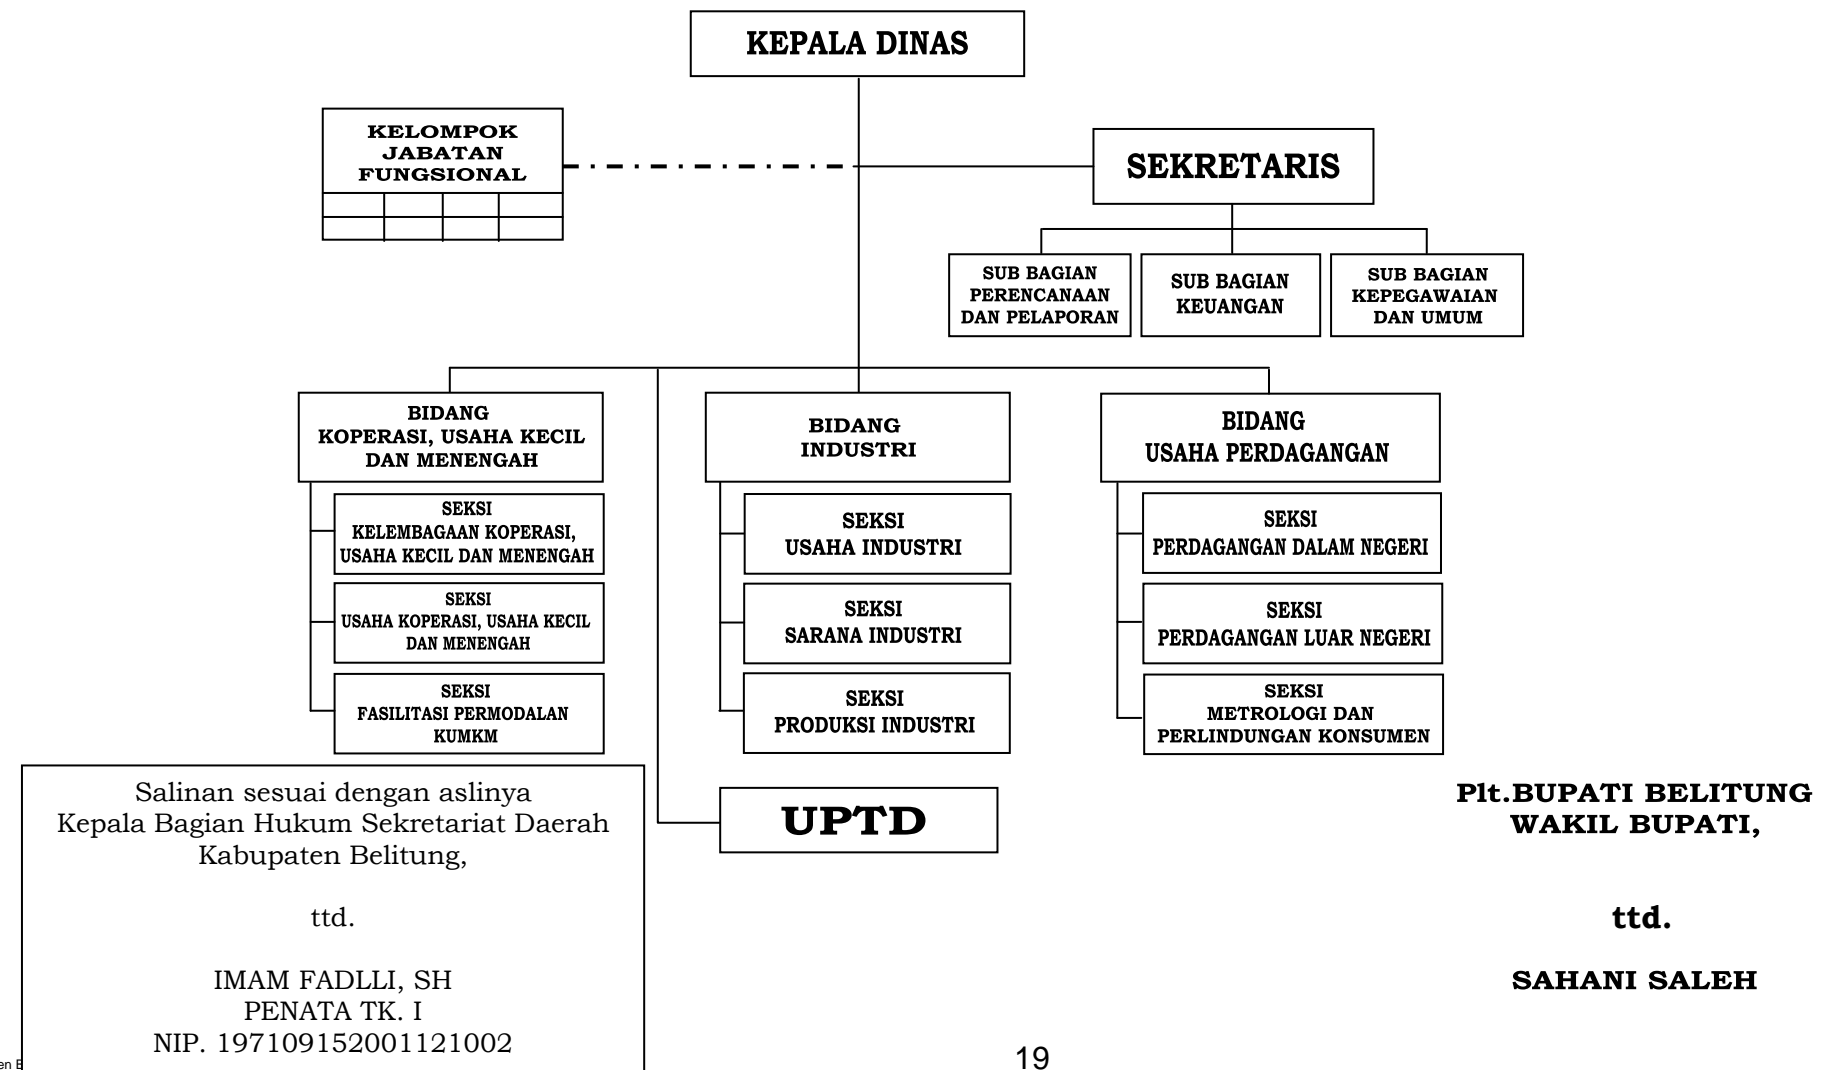 KEPALA DINAS
KELOMPOK
JABATAN
FUNGSIONAL
SEKRETARIS
SUB BAGIAN
PERENCANAAN
DAN PELAPORAN
SUB BAGIAN
KEUANGAN
SUB BAGIAN
KEPEGAWAIAN
DAN UMUM
BIDANG
KOPERASI, USAHA KECIL
DAN MENENGAH
SEKSI
KELEMBAGAAN KOPERASI,
USAHA KECIL DAN MENENGAH
SEKSI
USAHA KOPERASI, USAHA KECIL
DAN MENENGAH
SEKSI
FASILITASI PERMODALAN
KUMKM
BIDANG
INDUSTRI
SEKSI
USAHA INDUSTRI
SEKSI
SARANA INDUSTRI
SEKSI
PRODUKSI INDUSTRI
BIDANG
USAHA PERDAGANGAN
SEKSI
PERDAGANGAN DALAM NEGERI
SEKSI
PERDAGANGAN LUAR NEGERI
SEKSI
METROLOGI DAN
PERLINDUNGAN KONSUMEN
UPTD
Salinan sesuai dengan aslinya
Kepala Bagian Hukum Sekretariat Daerah
Kabupaten Belitung,
ttd.
IMAM FADLLI, SH
PENATA TK. I
NIP. 197109152001121002
Plt.BUPATI BELITUNG
WAKIL BUPATI,
ttd.
SAHANI SALEH
19